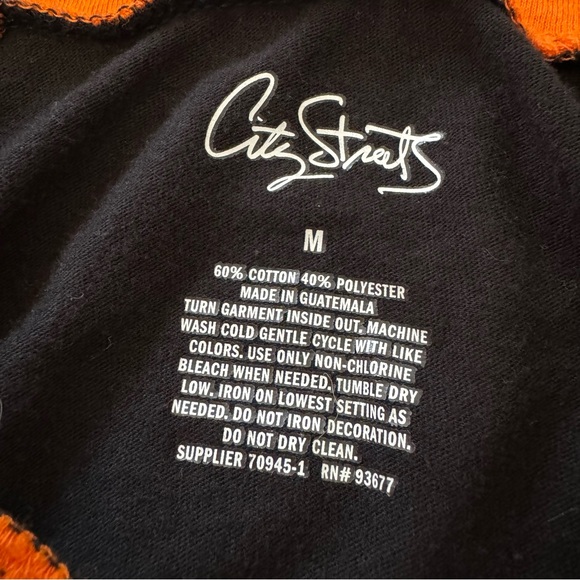 City Streets
M
60% COTTON 40% POLYESTER
MADE IN GUATEMALA
TURN GARMENT INSIDE OUT. MACHINE
WASH COLD GENTLE CYCLE WITH LIKE
COLORS. USE ONLY NON-CHLORINE
BLEACH WHEN NEEDED. TUMBLE DRY
LOW. IRON ON LOWEST SETTING AS
NEEDED. DO NOT IRON DECORATION.
DO NOT DRY CLEAN.
SUPPLIER 70945-1 RN# 93677